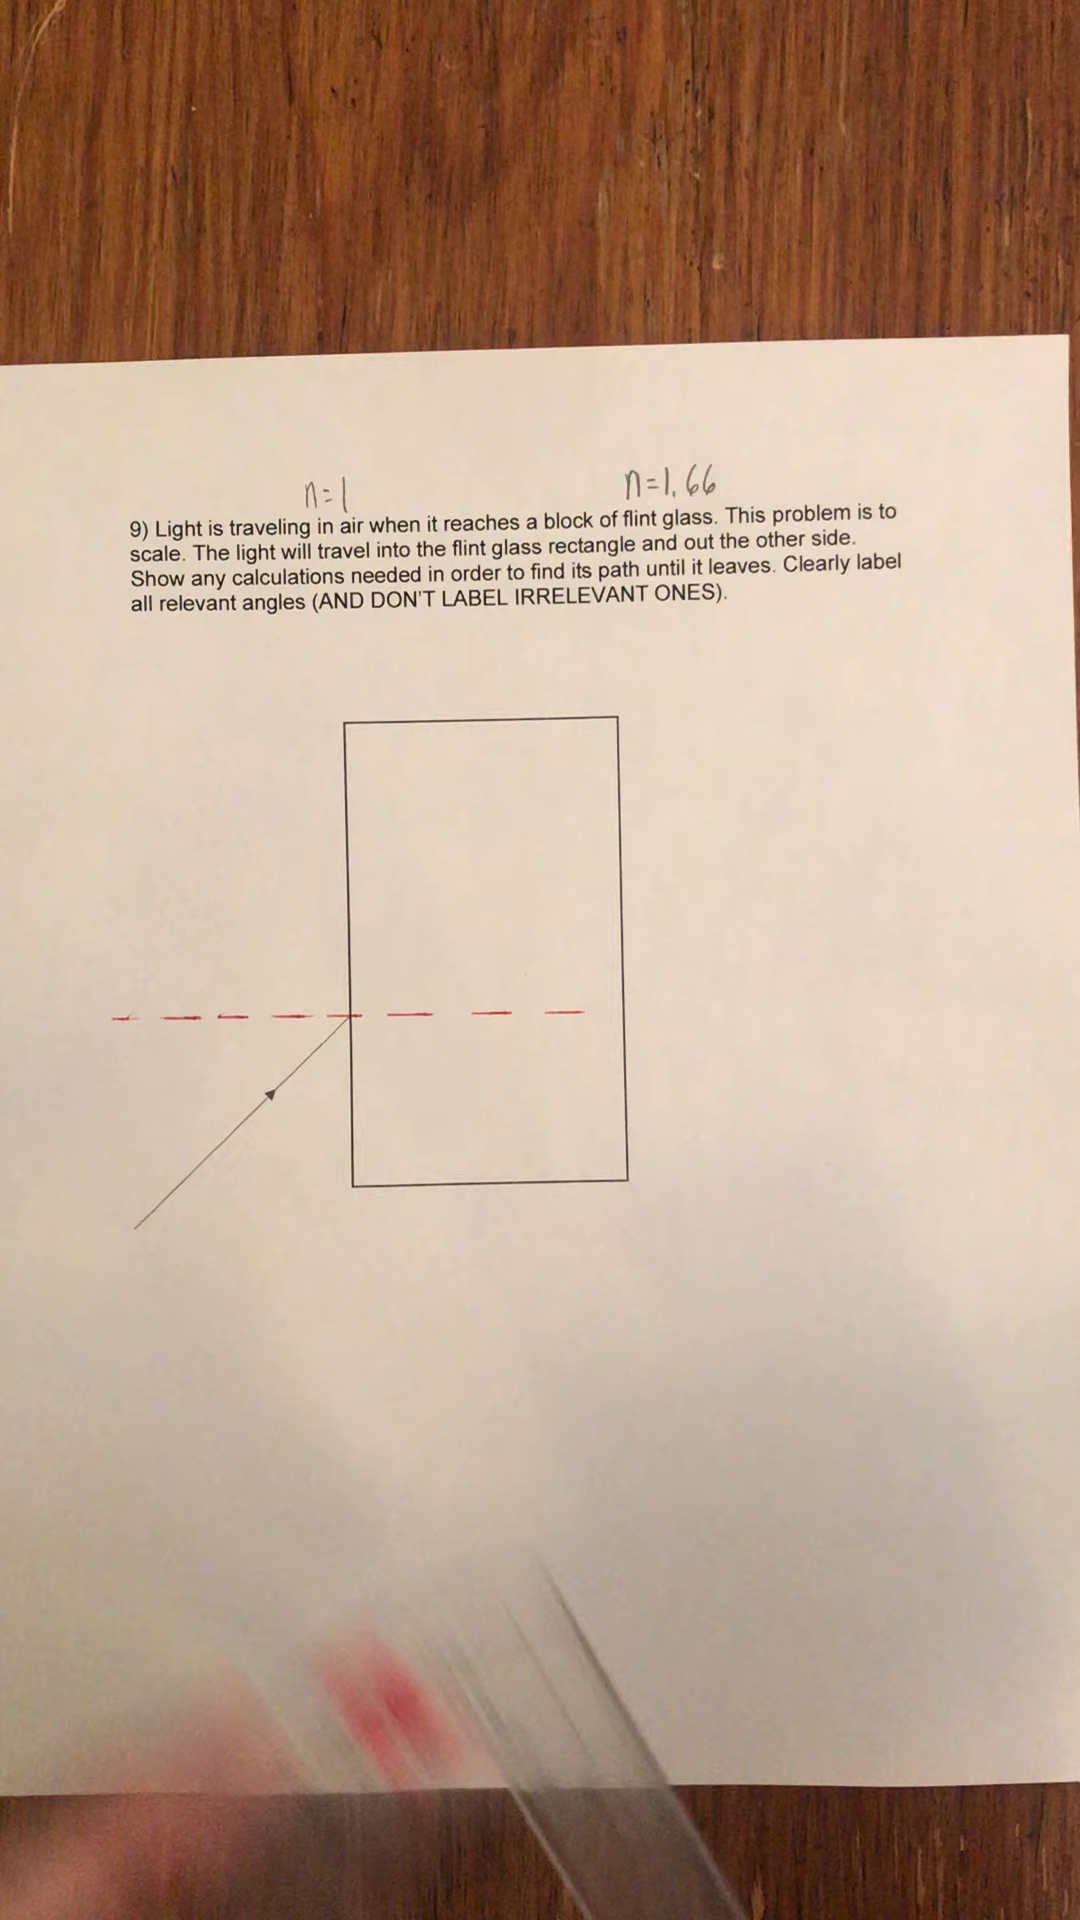 n=1 n=1.66
9) Light is traveling in air when it reaches a block of flint glass. This problem is to
scale. The light will travel into the flint glass rectangle and out the other side.
Show any calculations needed in order to find its path until it leaves. Clearly label
all relevant angles (AND DON'T LABEL IRRELEVANT ONES).